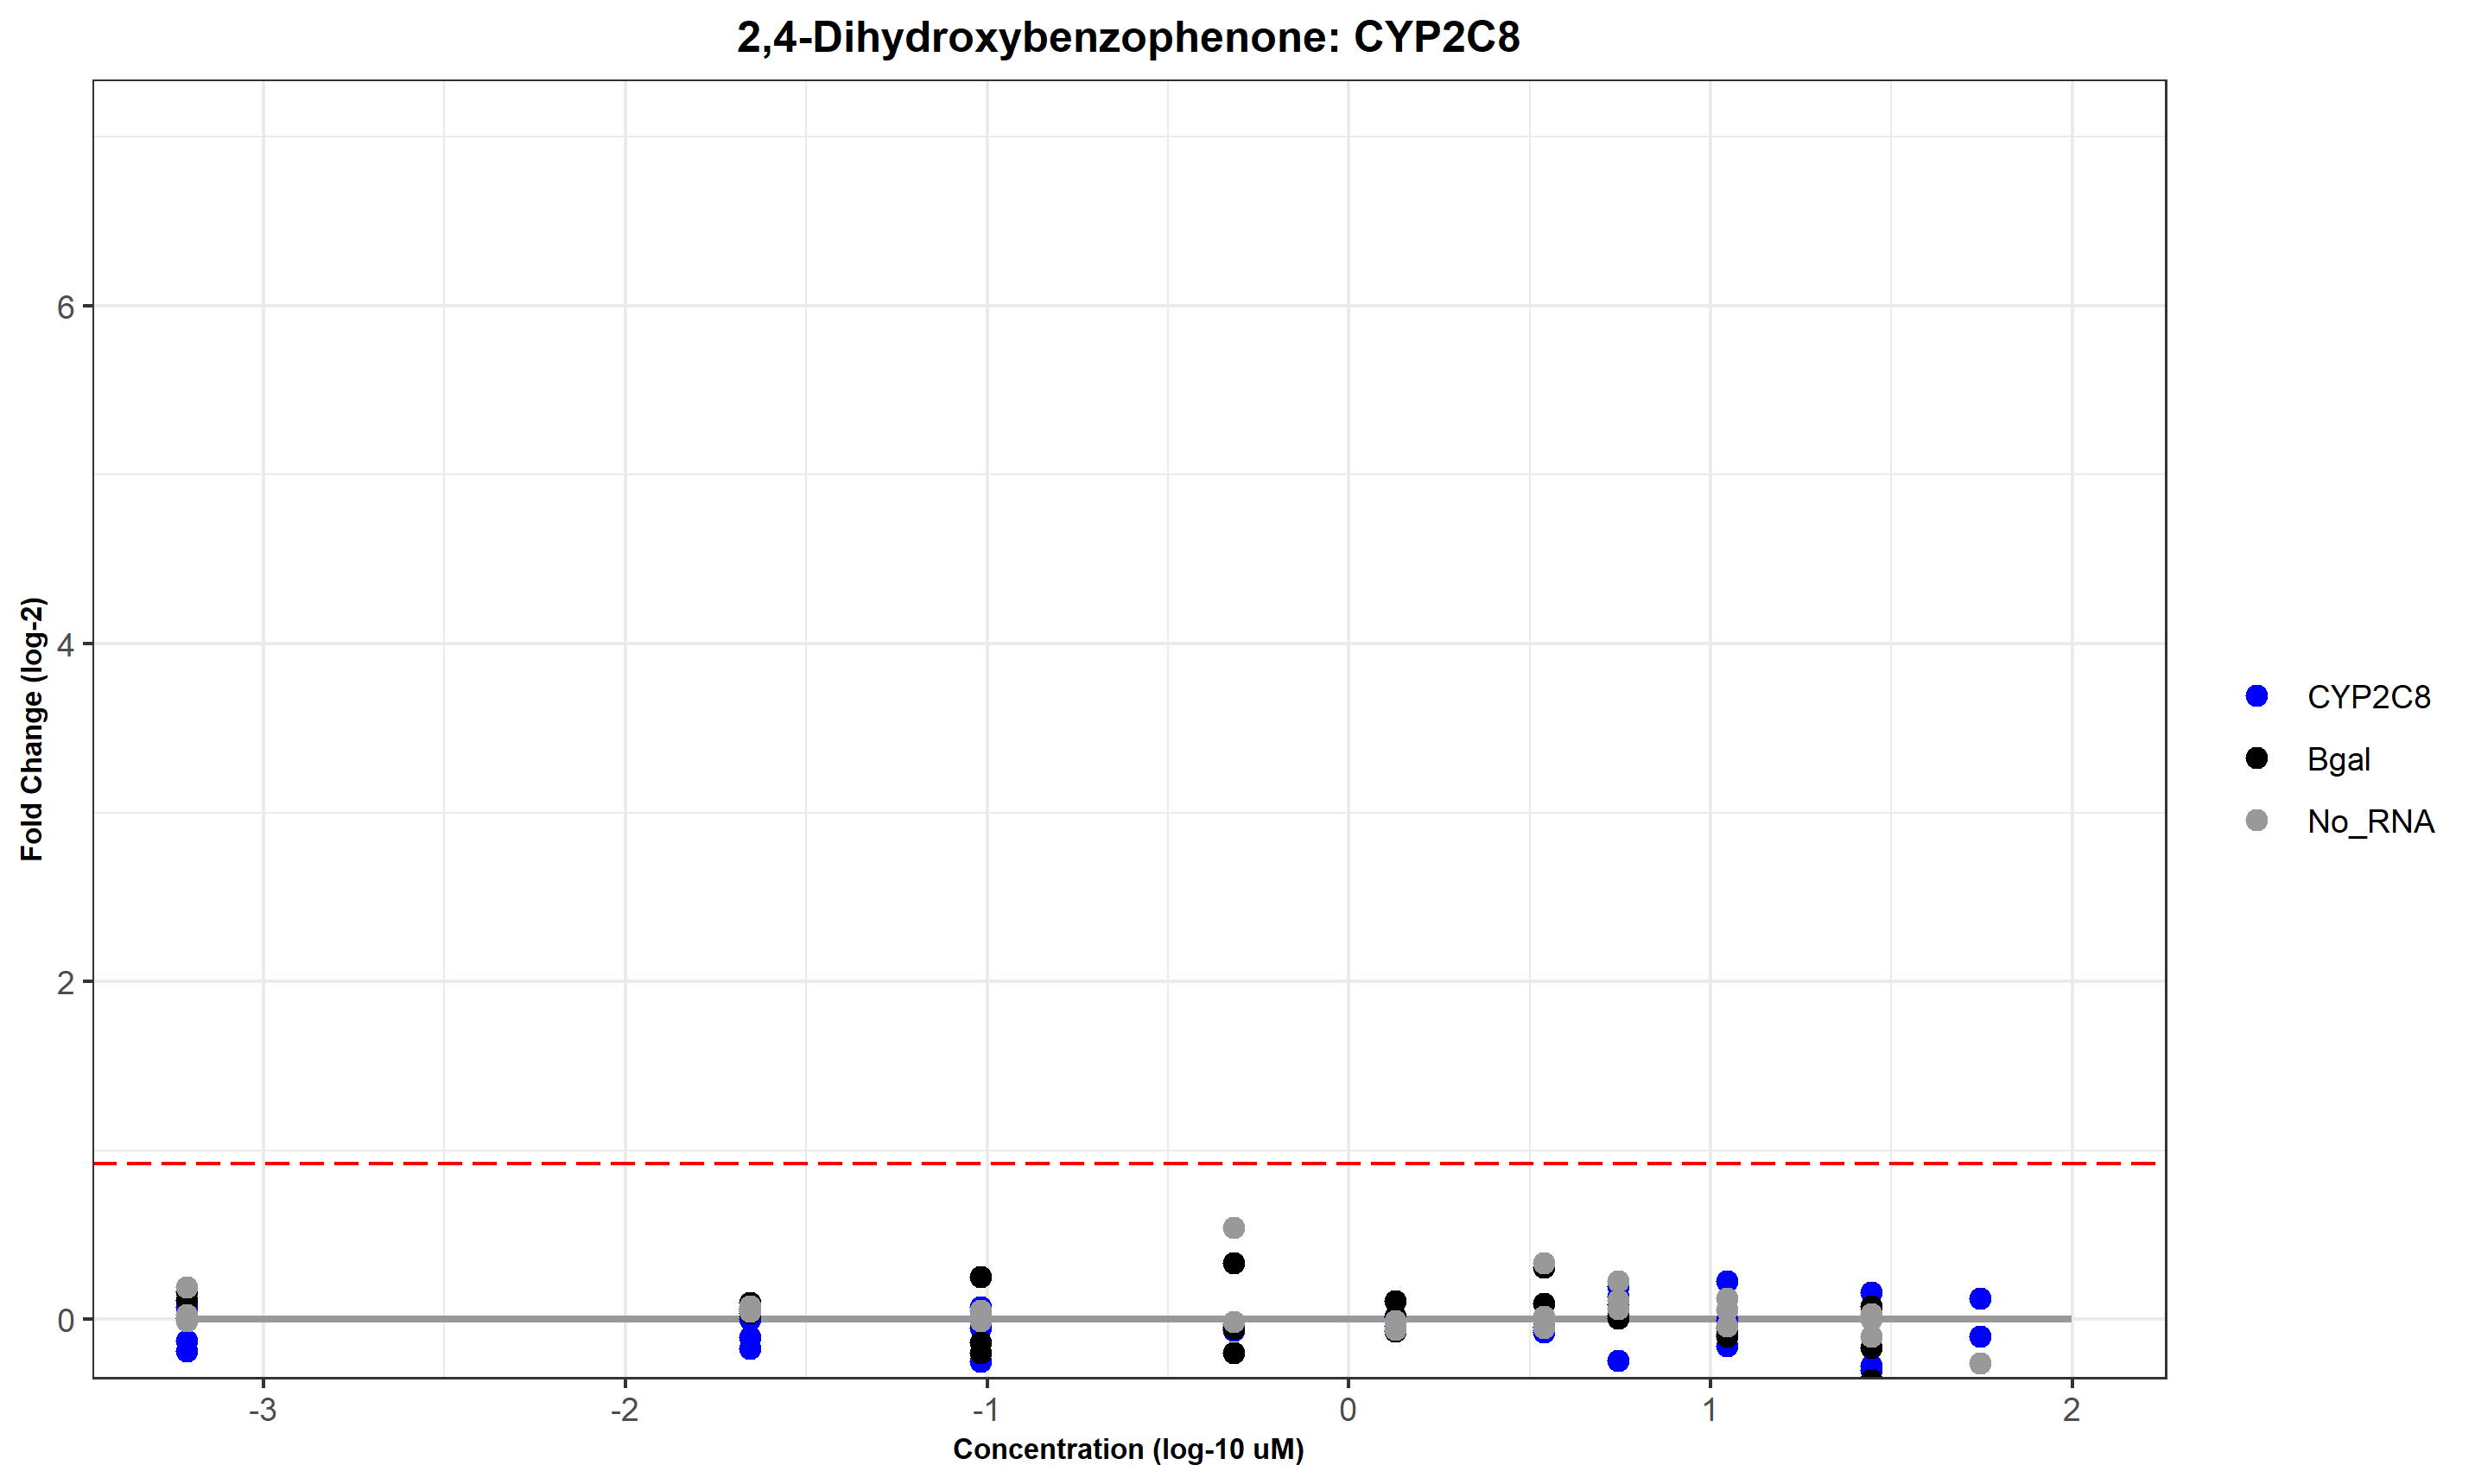 2,4-Dihydroxybenzophenone: CYP2C8
Fold Change (log-2)
6
4
2
0
-3
-2
-1
0
1
2
Concentration (log-10 uM)
CYP2C8
Bgal
No_RNA